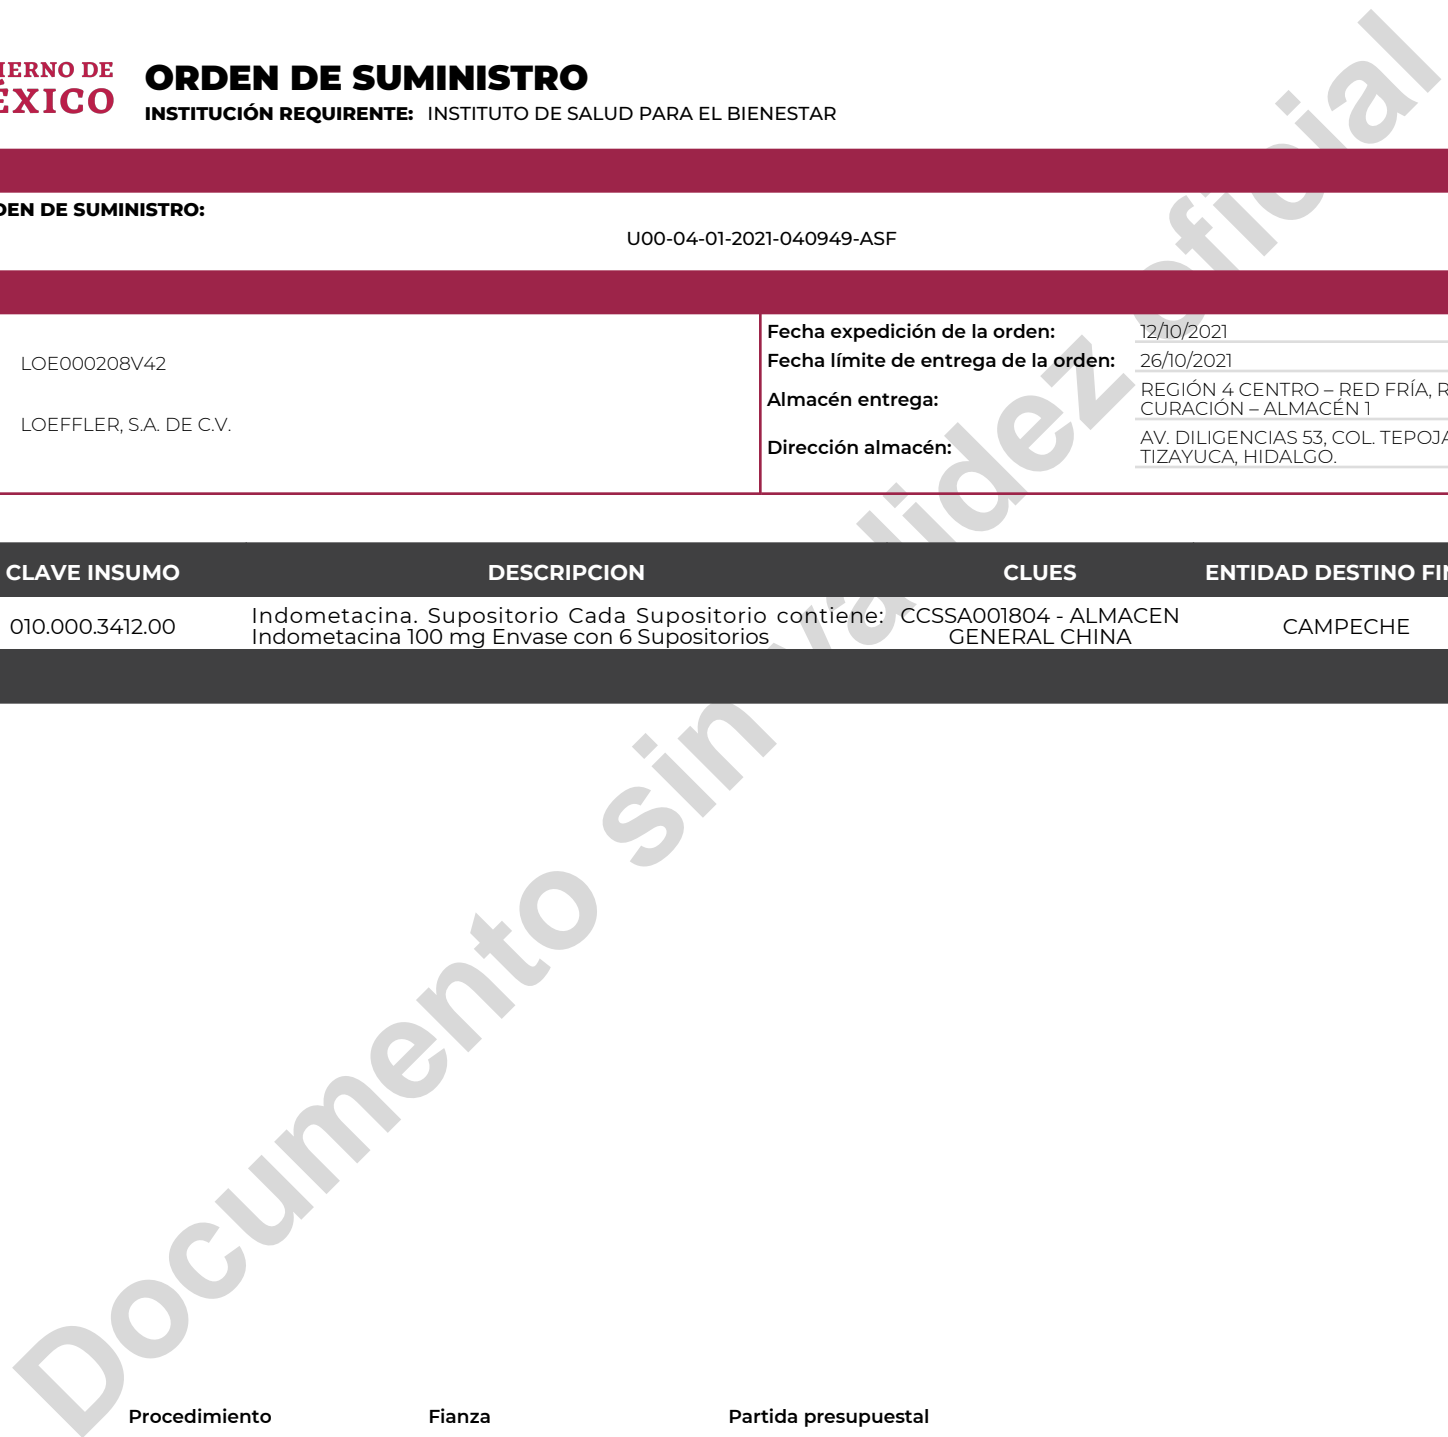 IERNO DE
ÉXICO
ORDEN DE SUMINISTRO
INSTITUCIÓN REQUIRENTE: INSTITUTO DE SALUD PARA EL BIENESTAR
DEN DE SUMINISTRO:
U00-04-01-2021-040949-ASF
LOE000208V42
LOEFFLER, S.A. DE C.V.
Fecha expedición de la orden: 12/10/2021
Fecha límite de entrega de la orden: 26/10/2021
Almacén entrega: REGIÓN 4 CENTRO – RED FRÍA, R
CURACIÓN – ALMACÉN 1
Dirección almacén: AV. DILIGENCIAS 53, COL. TEPOJA
TIZAYUCA, HIDALGO.
CLAVE INSUMO DESCRIPCION CLUES ENTIDAD DESTINO FIN
010.000.3412.00 Indometacina. Supositorio Cada Supositorio contiene: CCSSA001804 - ALMACEN CAMPECHE
Indometacina 100 mg Envase con 6 Supositorios GENERAL CHINA
Documento sin validez oficial
Procedimiento Fianza Partida presupuestal